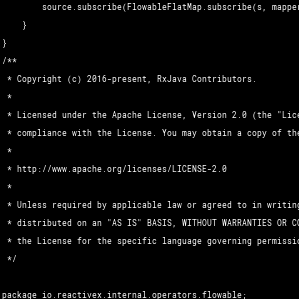 source.subscribe(FlowableFlatMap.subscribe(s, mapper
}
}
/**
* Copyright (c) 2016-present, RxJava Contributors.
*
* Licensed under the Apache License, Version 2.0 (the "Lice
* compliance with the License. You may obtain a copy of the
*
* http://www.apache.org/licenses/LICENSE-2.0
*
* Unless required by applicable law or agreed to in writing
* distributed on an "AS IS" BASIS, WITHOUT WARRANTIES OR CO
* the License for the specific language governing permissio
*/
package io.reactivex.internal.operators.flowable;